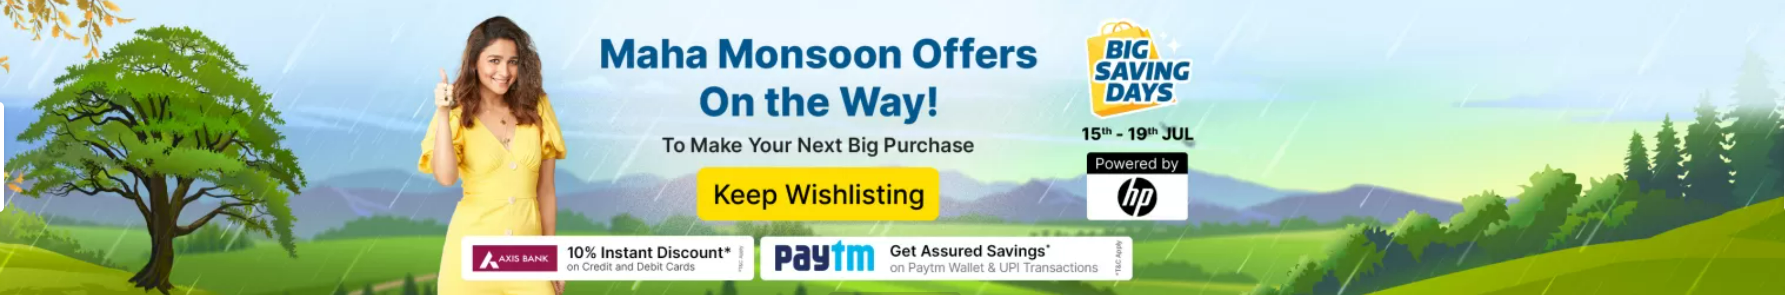 Maha Monsoon Offers
On the Way!
To Make Your Next Big Purchase
Keep Wishlisting
BIG
SAVING
DAYS
15th - 19th JUL
Powered by
hp
AXIS BANK
10% Instant Discount*
on Credit and Debit Cards
*T&C Apply
paytm
Get Assured Savings*
on Paytm Wallet & UPI Transactions
*T&C Apply